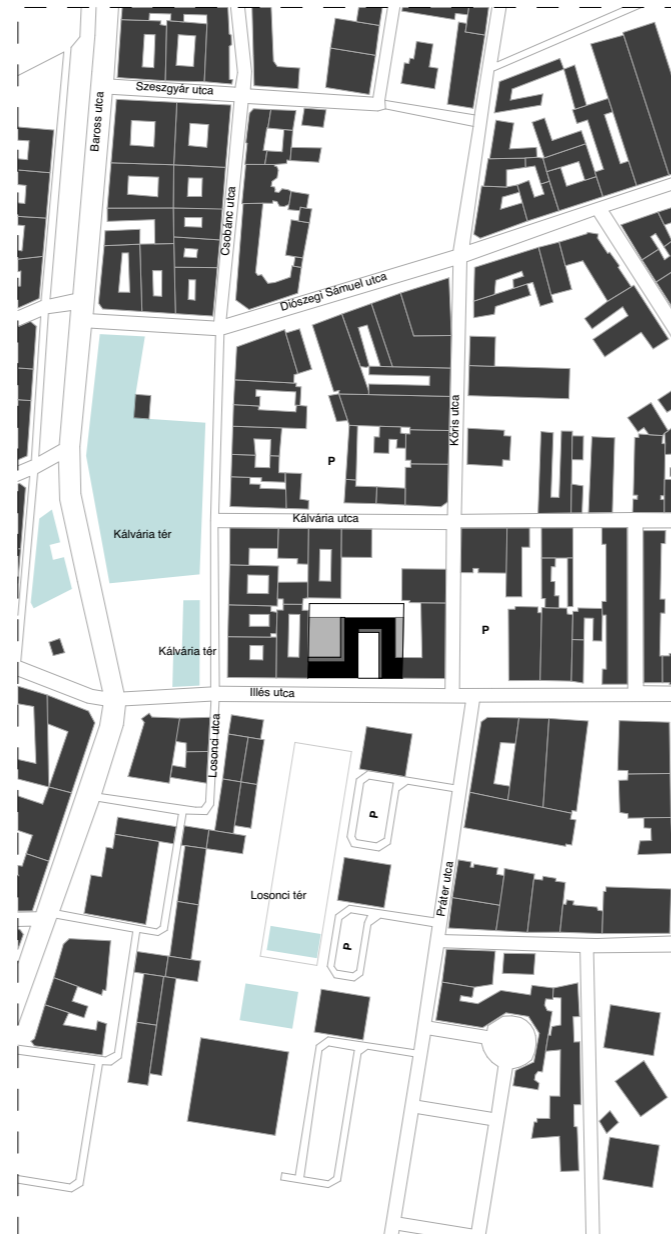 Szeszgyár utca
Baross utca
Csobánc utca
Diószegi Sámuel utca
Kőris utca
P
Kálvária utca
Kálvária tér
P
Kálvária tér
Illés utca
Losonci utca
P
Losonci tér
Práter utca
P